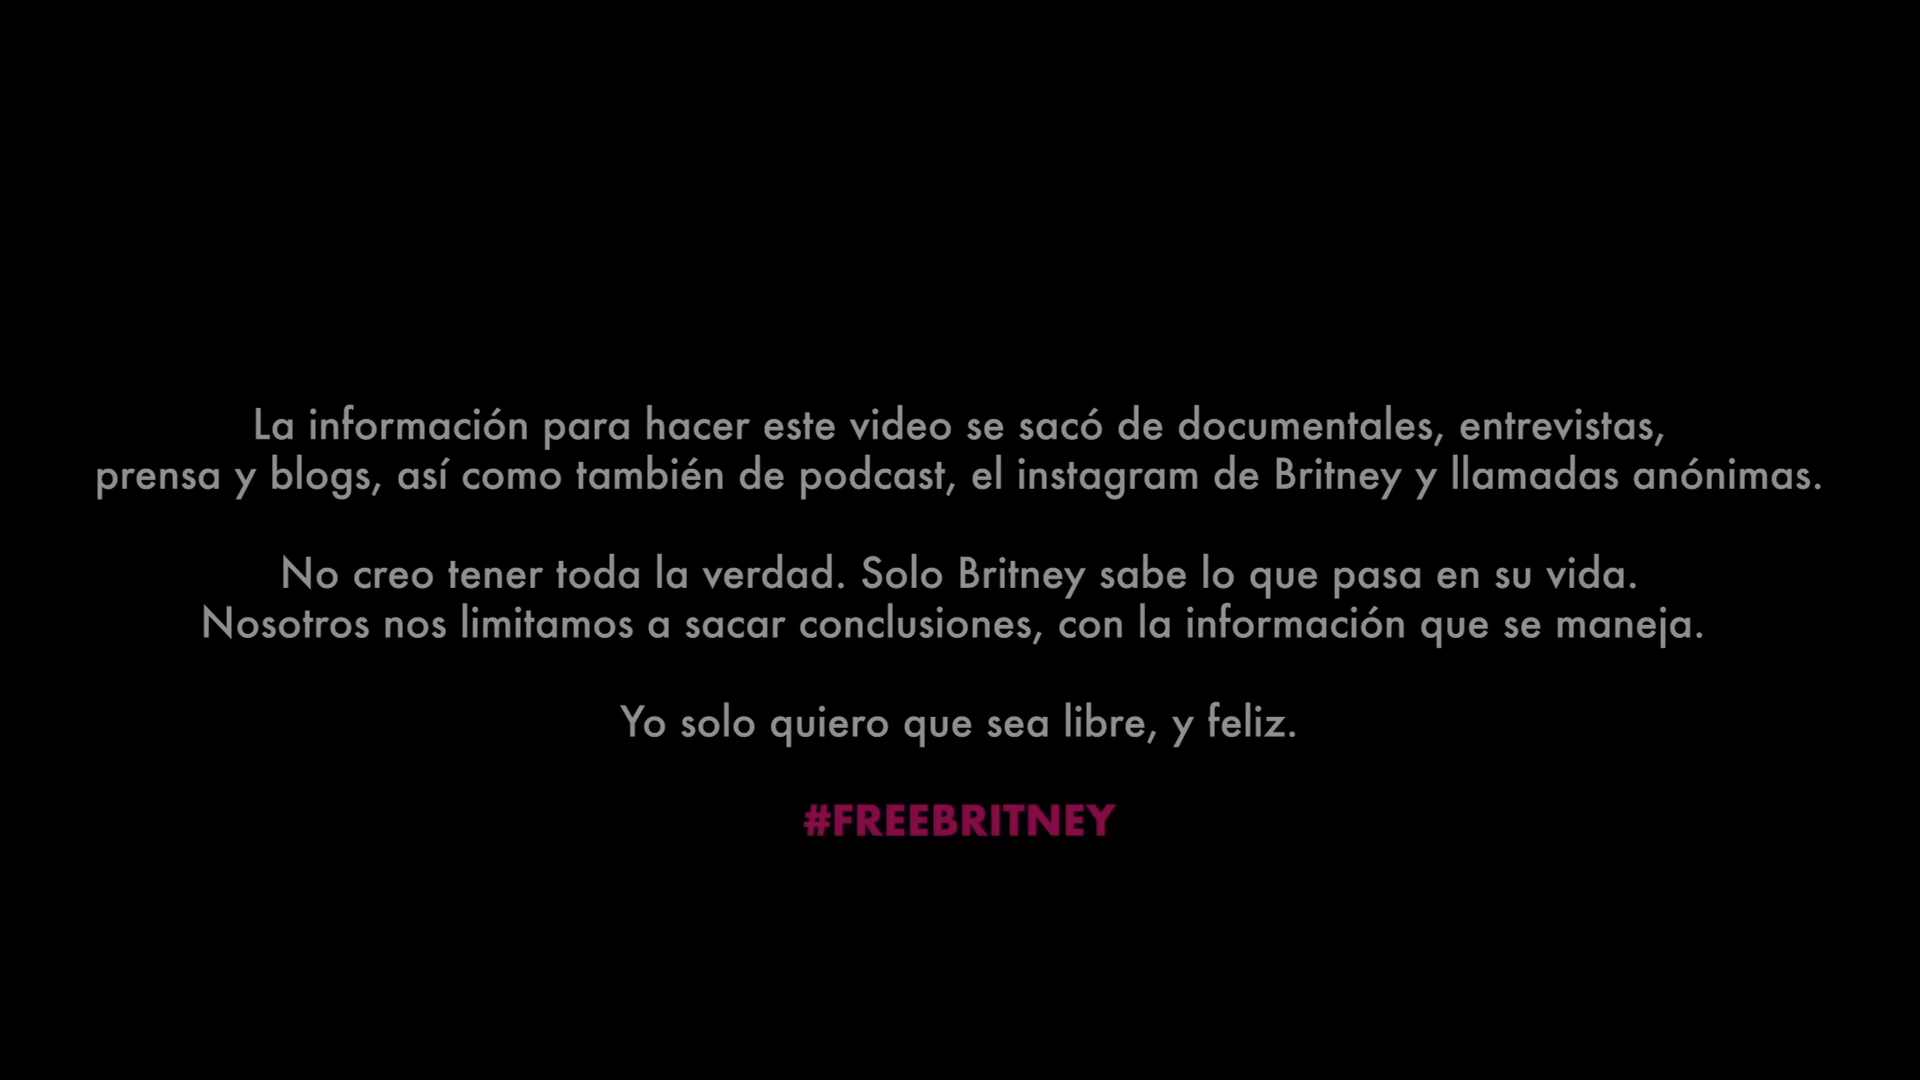 La información para hacer este video se sacó de documentales, entrevistas,
prensa y blogs, así como también de podcast, el instagram de Britney y llamadas anónimas.
No creo tener toda la verdad. Solo Britney sabe lo que pasa en su vida.
Nosotros nos limitamos a sacar conclusiones, con la información que se maneja.
Yo solo quiero que sea libre, y feliz.
#FREEBRITNEY